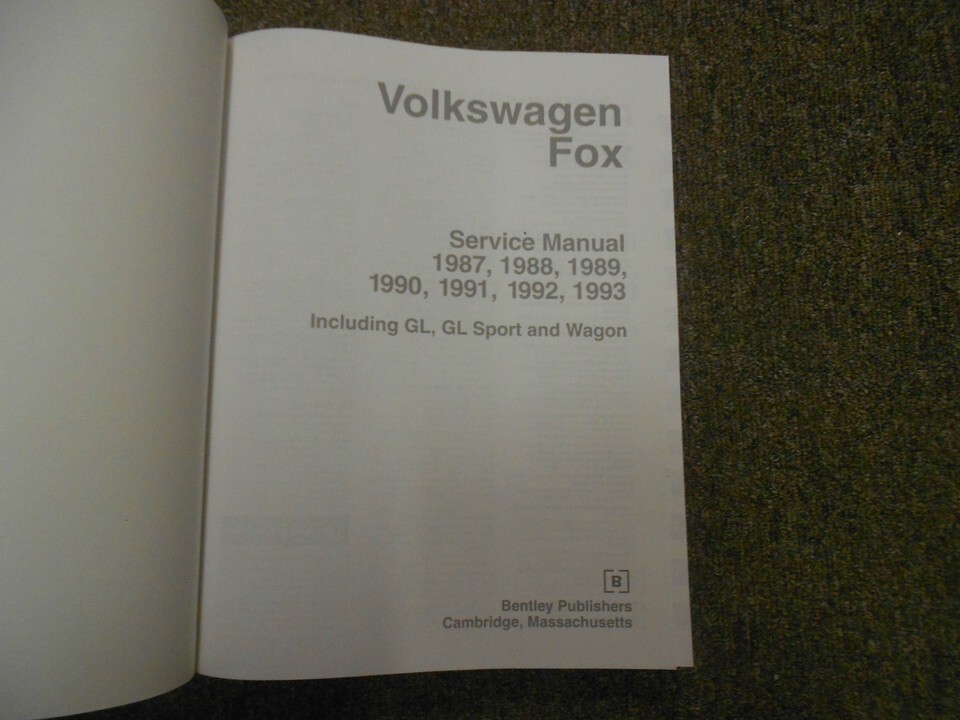 Volkswagen
Fox
Service Manual
1987, 1988, 1989,
1990, 1991, 1992, 1993
Including GL, GL Sport and Wagon
B
Bentley Publishers
Cambridge, Massachusetts